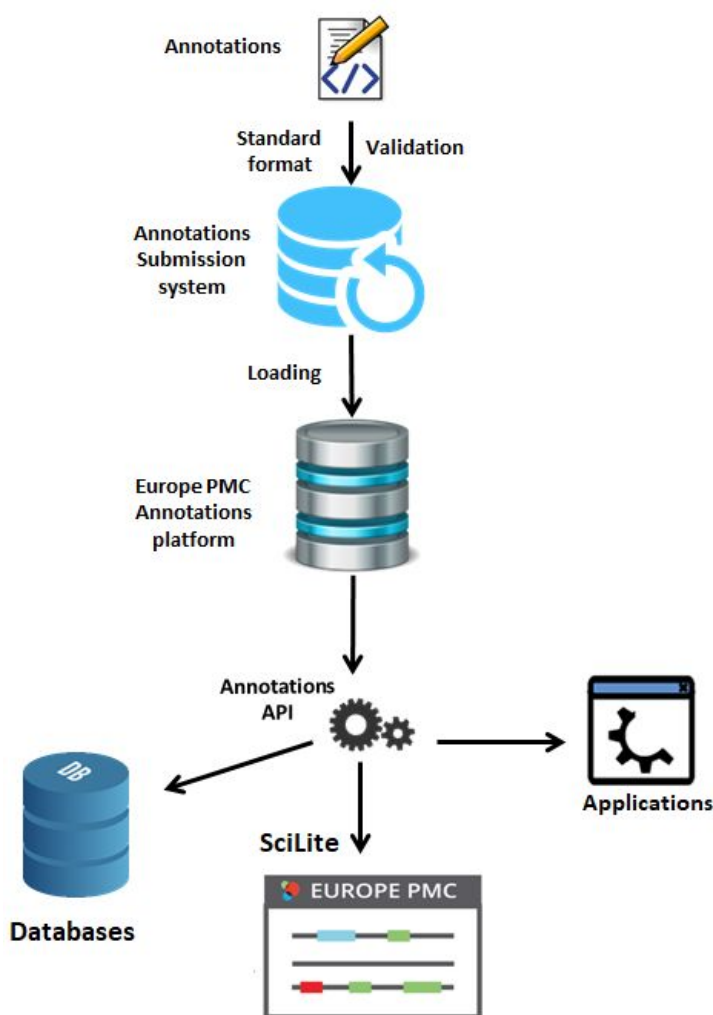 Annotations
Standard
format
Validation
Annotations
Submission
system
Loading
Europe PMC
Annotations
platform
Annotations
API
DB
Applications
SciLite
Databases
EUROPE PMC